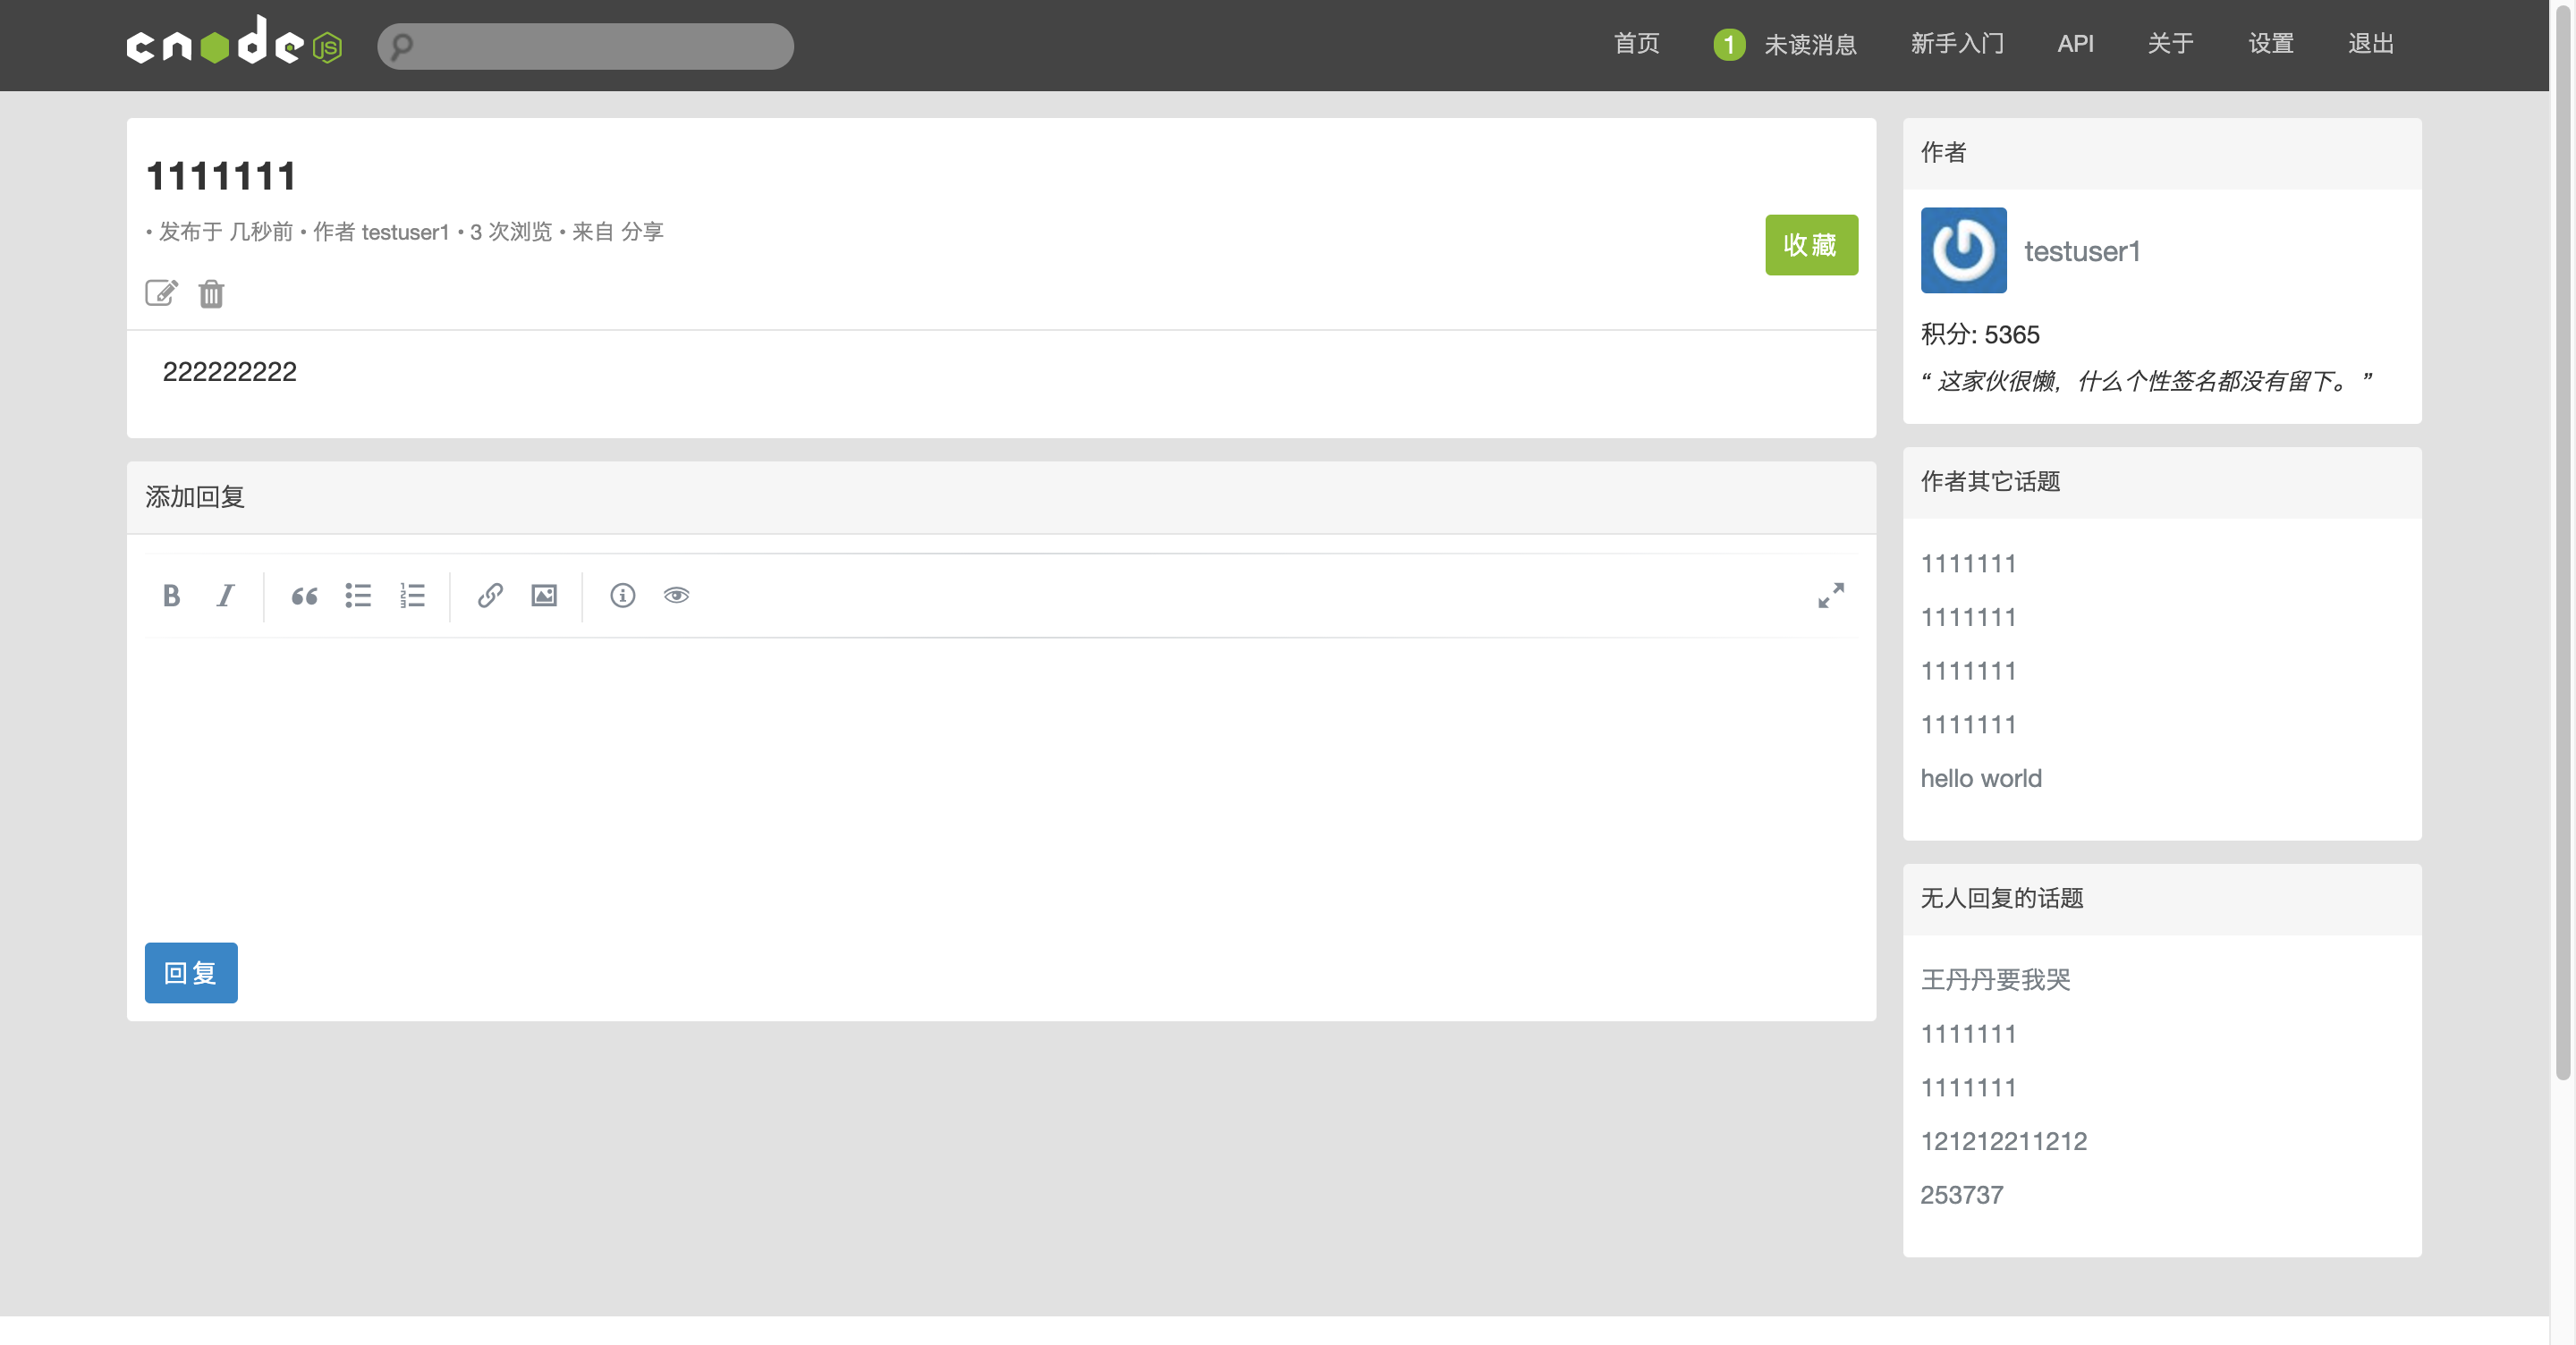 cnode JS
首页 1 未读消息 新手入门 API 关于 设置 退出
1111111
• 发布于 几秒前 • 作者 testuser1 • 3 次浏览 • 来自 分享
收藏
222222222
添加回复
回复
作者
testuser1
积分: 5365
“ 这家伙很懒，什么个性签名都没有留下。 ”
作者其它话题
1111111
1111111
1111111
1111111
hello world
无人回复的话题
王丹丹要我哭
1111111
1111111
121212211212
253737